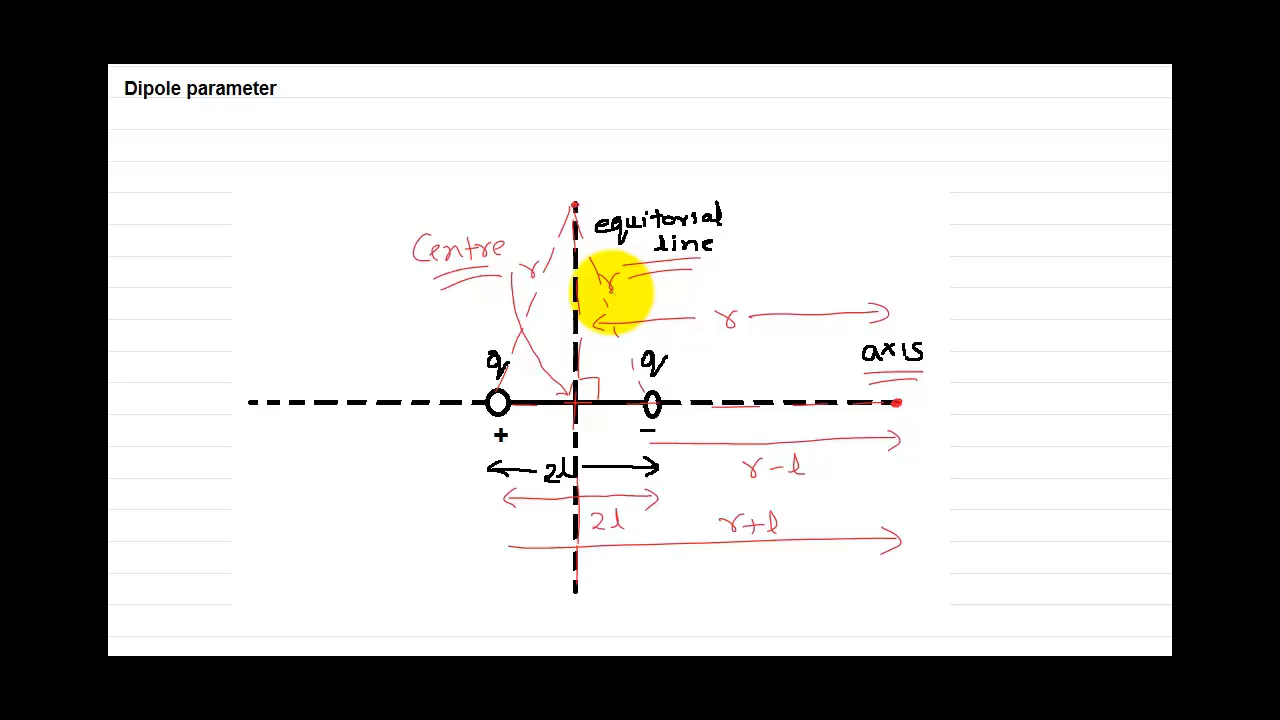 Dipole parameter
equitorial
line
Centre
r
r
r
axis
q
q
+
−
2l
r-l
2l
r+l